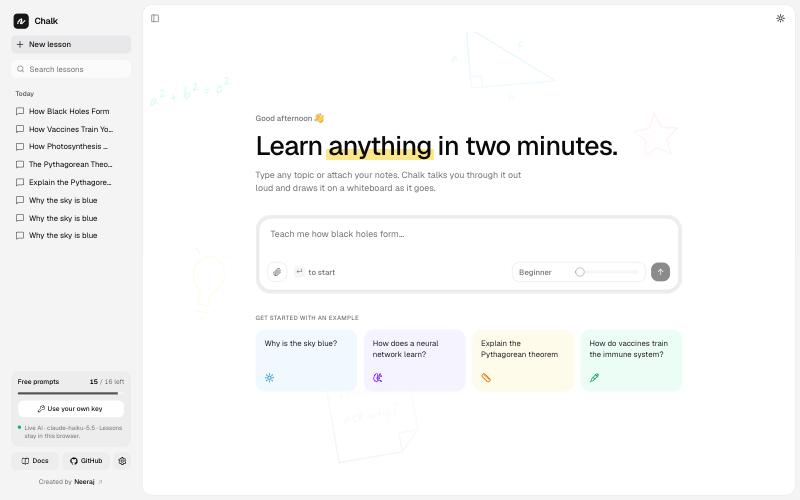 Chalk
New lesson
Search lessons
Today
How Black Holes Form
How Vaccines Train Yo...
How Photosynthesis ...
The Pythagorean Theo...
Explain the Pythagore...
Why the sky is blue
Why the sky is blue
Why the sky is blue
Free prompts 15 / 16 left
Use your own key
Live AI · claude-haiku-5.5 · Lessons
stay in this browser.
Docs GitHub
Created by Neeraj ↗
Good afternoon 👋
Learn anything in two minutes.
Type any topic or attach your notes. Chalk talks you through it out
loud and draws it on a whiteboard as it goes.
Teach me how black holes form...
↵ to start
Beginner
GET STARTED WITH AN EXAMPLE
Why is the sky blue?
How does a neural
network learn?
Explain the
Pythagorean theorem
How do vaccines train
the immune system?